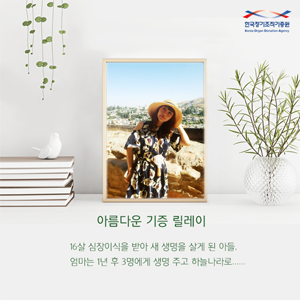 한국장기조직기증원
Korea Organ Donation Agency
아름다운 기증 릴레이
16살 심장이식을 받아 새 생명을 살게 된 아들.
엄마는 1년 후 3명에게 생명 주고 하늘나라로......